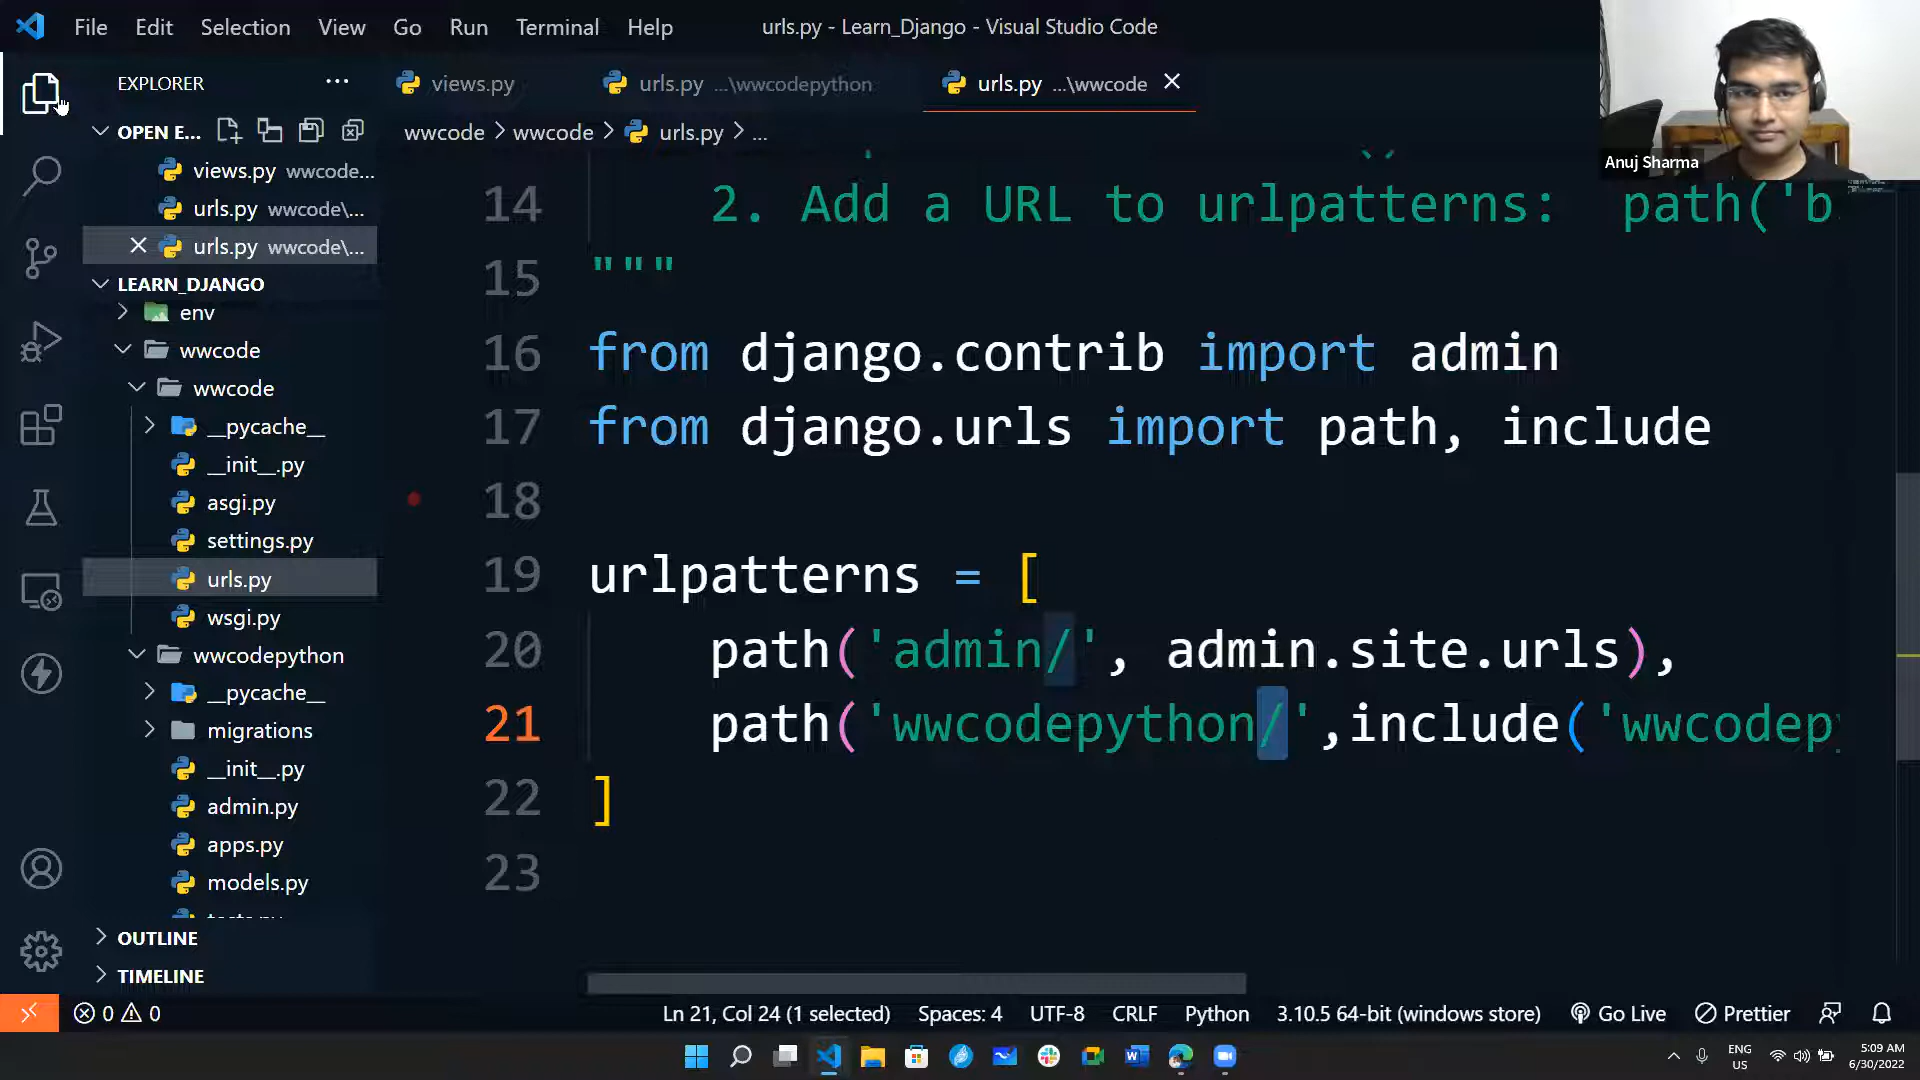 File Edit Selection View Go Run Terminal Help
urls.py - Learn_Django - Visual Studio Code
Anuj Sharma
EXPLORER ...
OPEN E...
views.py wwcode...
urls.py wwcode\...
urls.py wwcode\...
LEARN_DJANGO
env
wwcode
wwcode
__pycache__
__init__.py
asgi.py
settings.py
urls.py
wsgi.py
wwcodepython
__pycache__
migrations
__init__.py
admin.py
apps.py
models.py
OUTLINE
TIMELINE
views.py
urls.py ...\wwcodepython
urls.py ...\wwcode
wwcode > wwcode > urls.py > ...
14 2. Add a URL to urlpatterns: path('b
15 """
16 from django.contrib import admin
17 from django.urls import path, include
18
19 urlpatterns = [
20 path('admin/', admin.site.urls),
21 path('wwcodepython/',include('wwcodep
22 ]
23
0 0
Ln 21, Col 24 (1 selected) Spaces: 4 UTF-8 CRLF Python 3.10.5 64-bit (windows store) Go Live Prettier
ENG
US
5:09 AM
6/30/2022